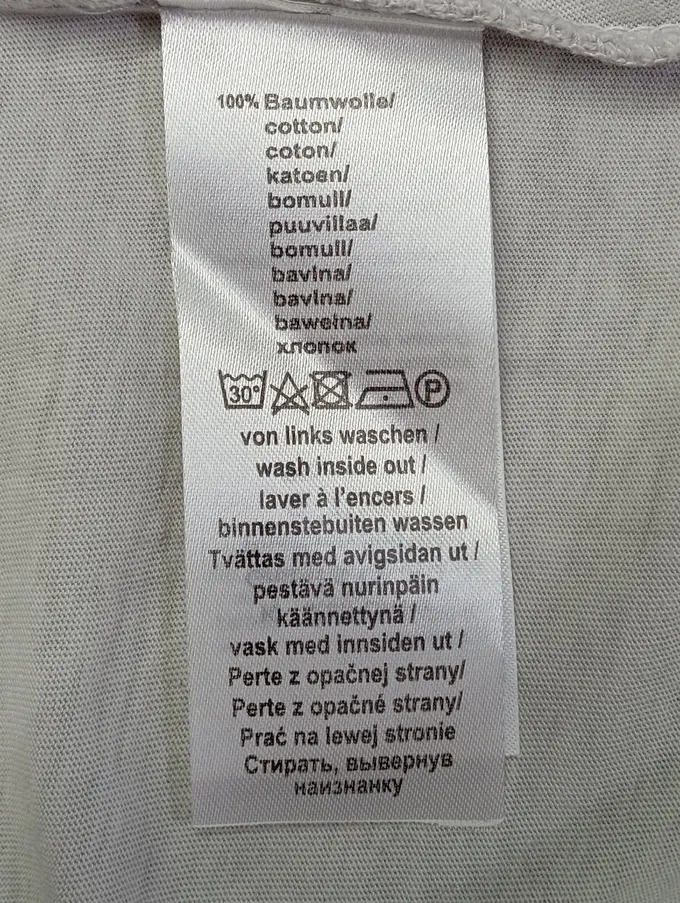 100% Baumwolle/
cotton/
coton/
katoen/
bomull/
puuvillaa/
bomull/
bavlna/
bavlna/
bawełna/
хлопок
30° P
von links waschen /
wash inside out /
laver à l'encers /
binnenstebuiten wassen
Tvättas med avigsidan ut /
pestävä nurinpäin
käännettynä /
vask med innsiden ut /
Perte z opačnej strany/
Perte z opačné strany/
Prać na lewej stronie
Стирать, вывернув
наизнанку